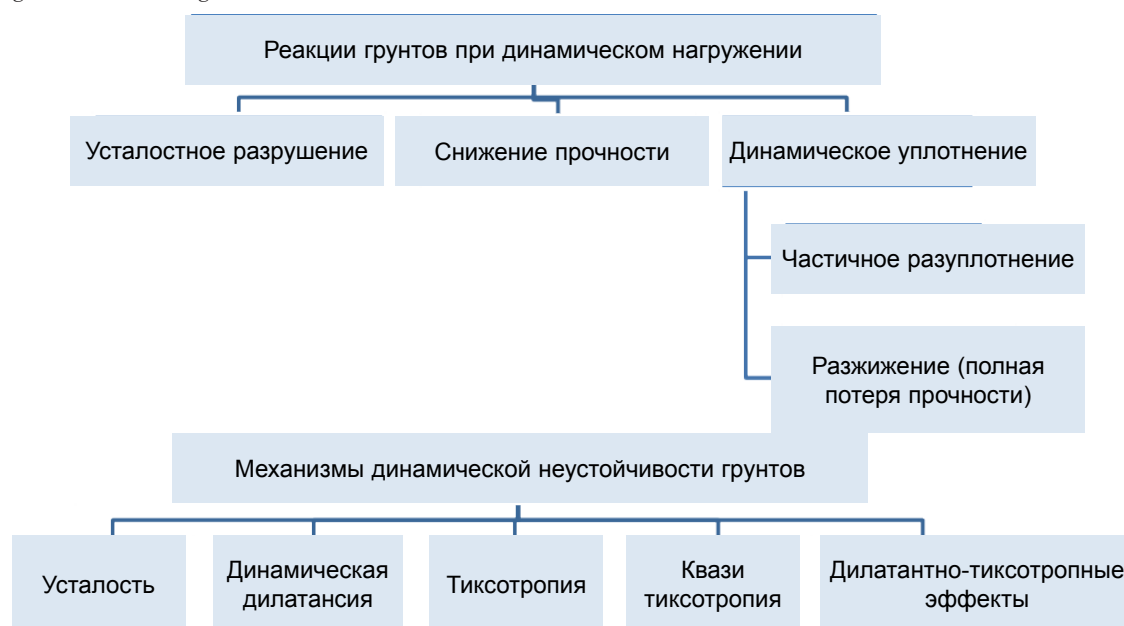 Реакции грунтов при динамическом нагружении
Усталостное разрушение
Снижение прочности
Динамическое уплотнение
Частичное разуплотнение
Разжижение (полная
потеря прочности)
Механизмы динамической неустойчивости грунтов
Усталость
Динамическая
дилатансия
Тиксотропия
Квази
тиксотропия
Дилатантно-тиксотропные
эффекты